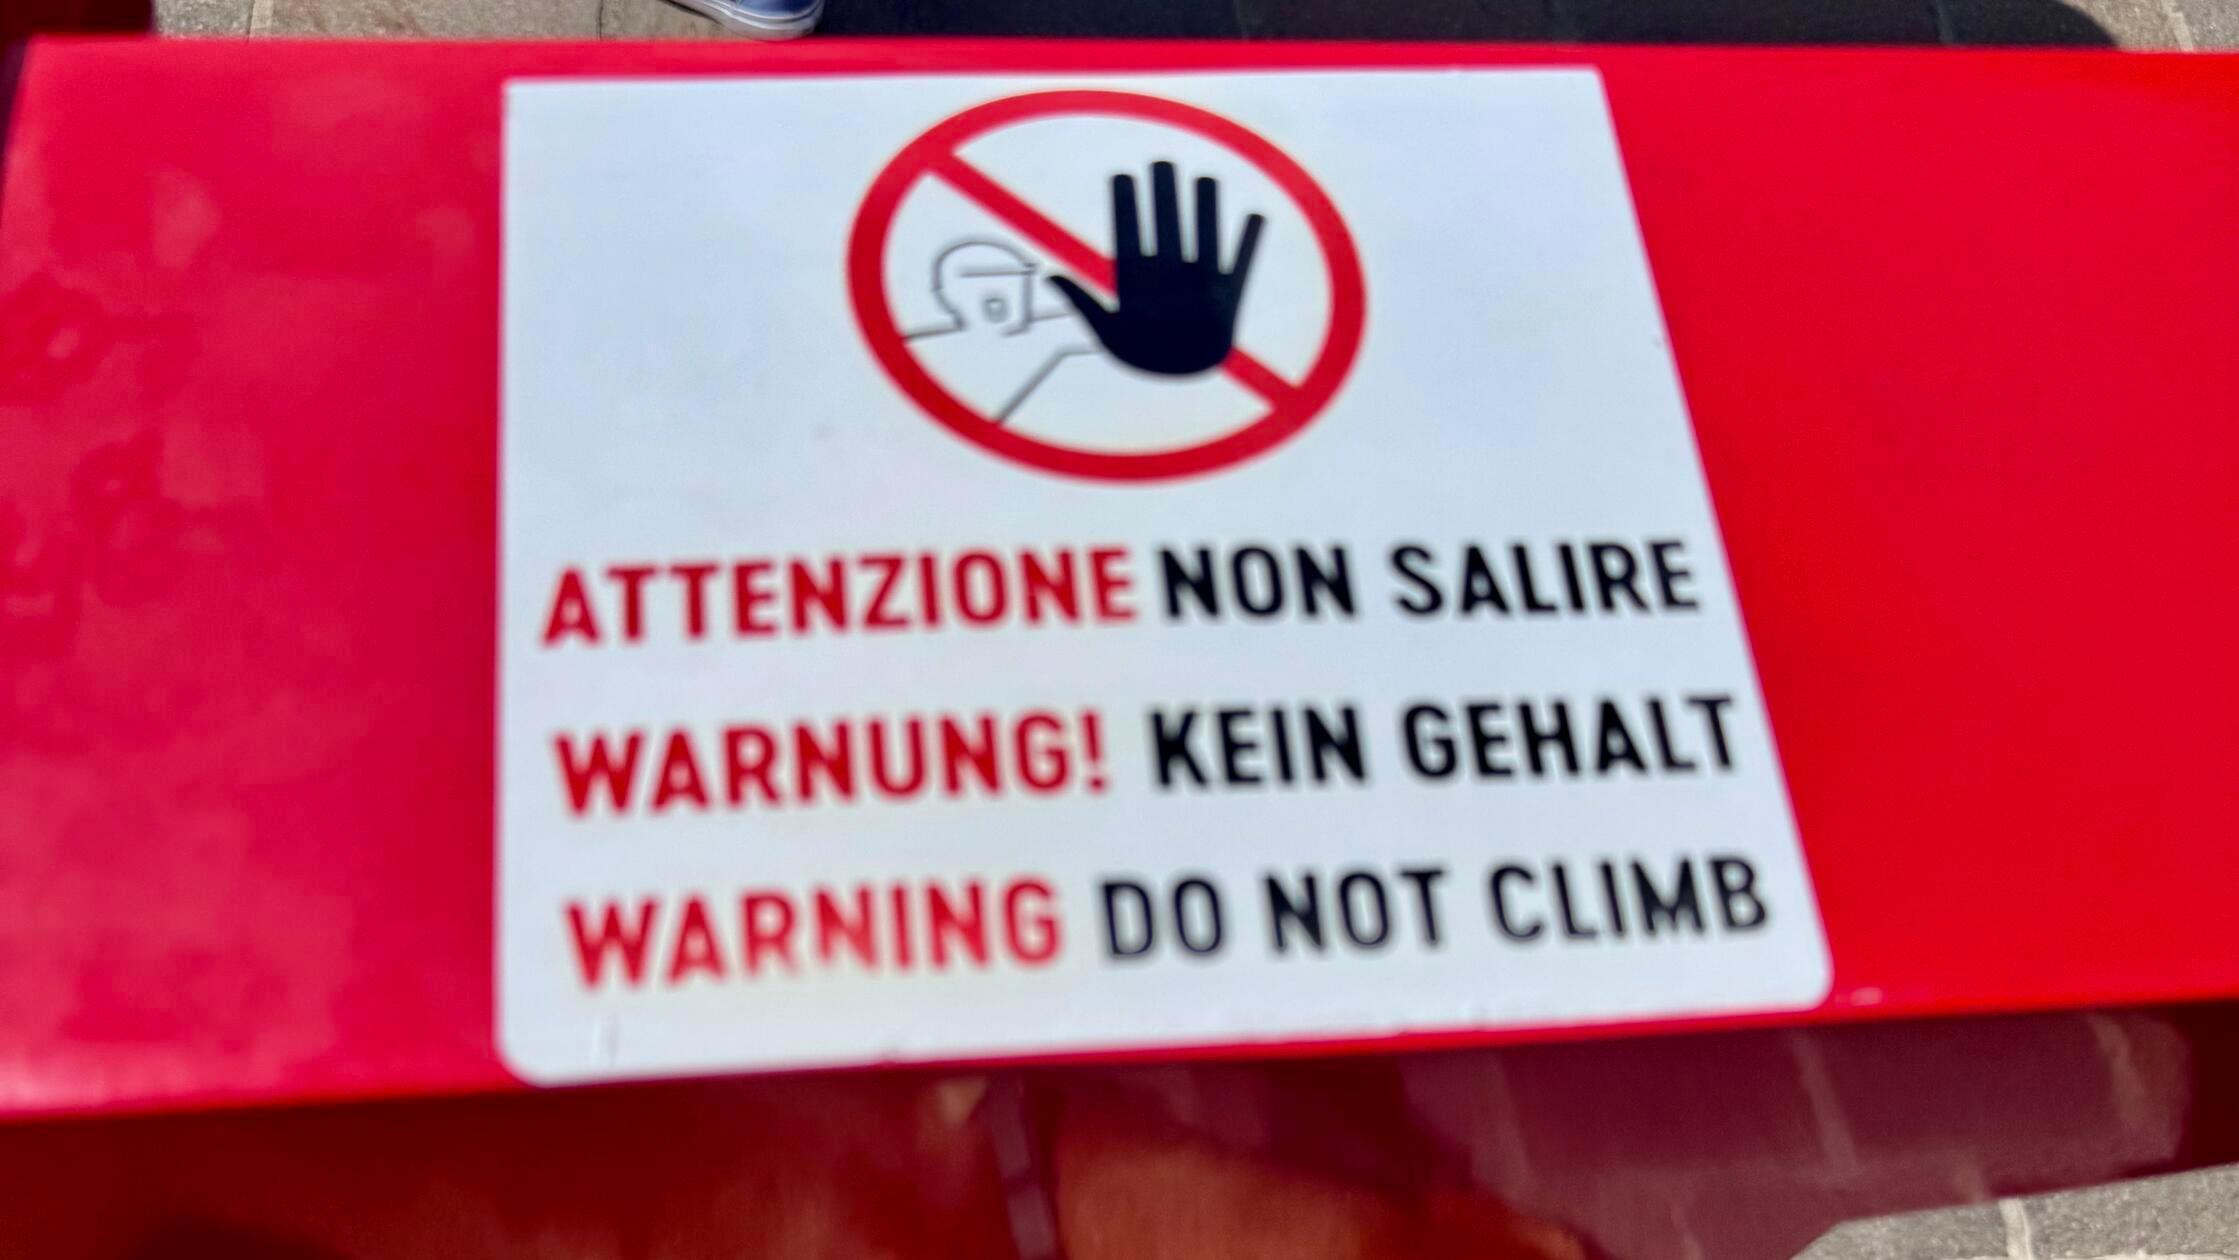 ATTENZIONE NON SALIRE
WARNUNG! KEIN GEHALT
WARNING DO NOT CLIMB